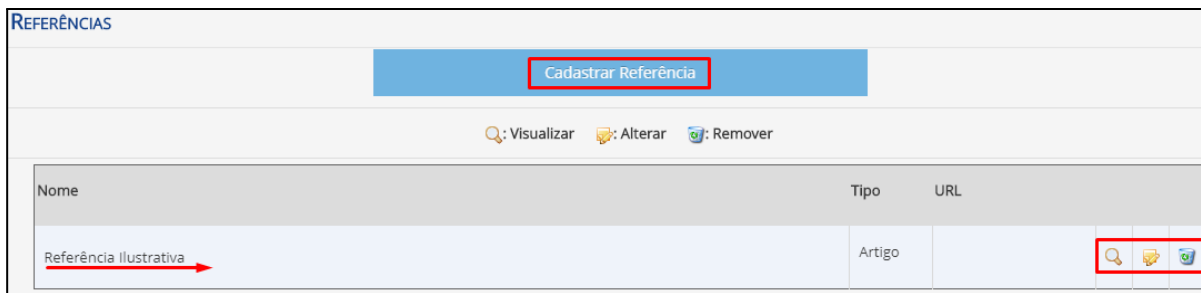 REFERÊNCIAS
Cadastrar Referência
: Visualizar : Alterar : Remover
Nome Tipo URL
Referência Ilustrativa Artigo